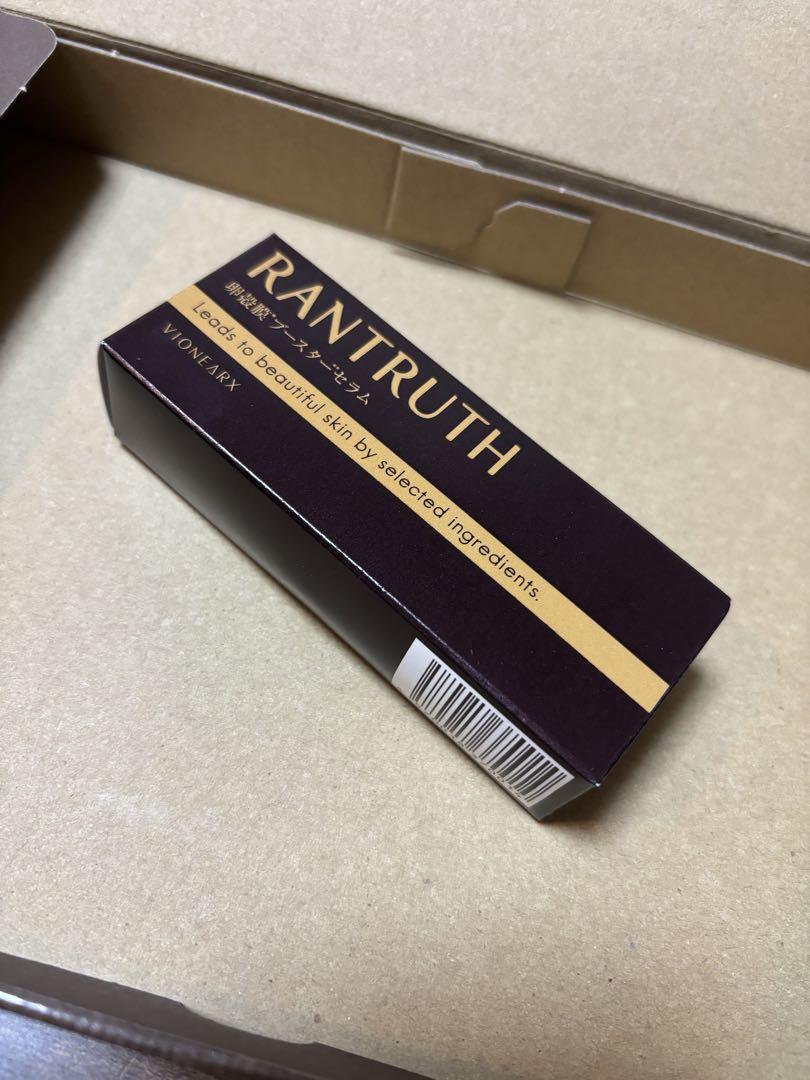 RANTRUTH
卵殻膜*ブースター**セラム
Leads to beautiful skin by selected ingredients.
VIONEARX